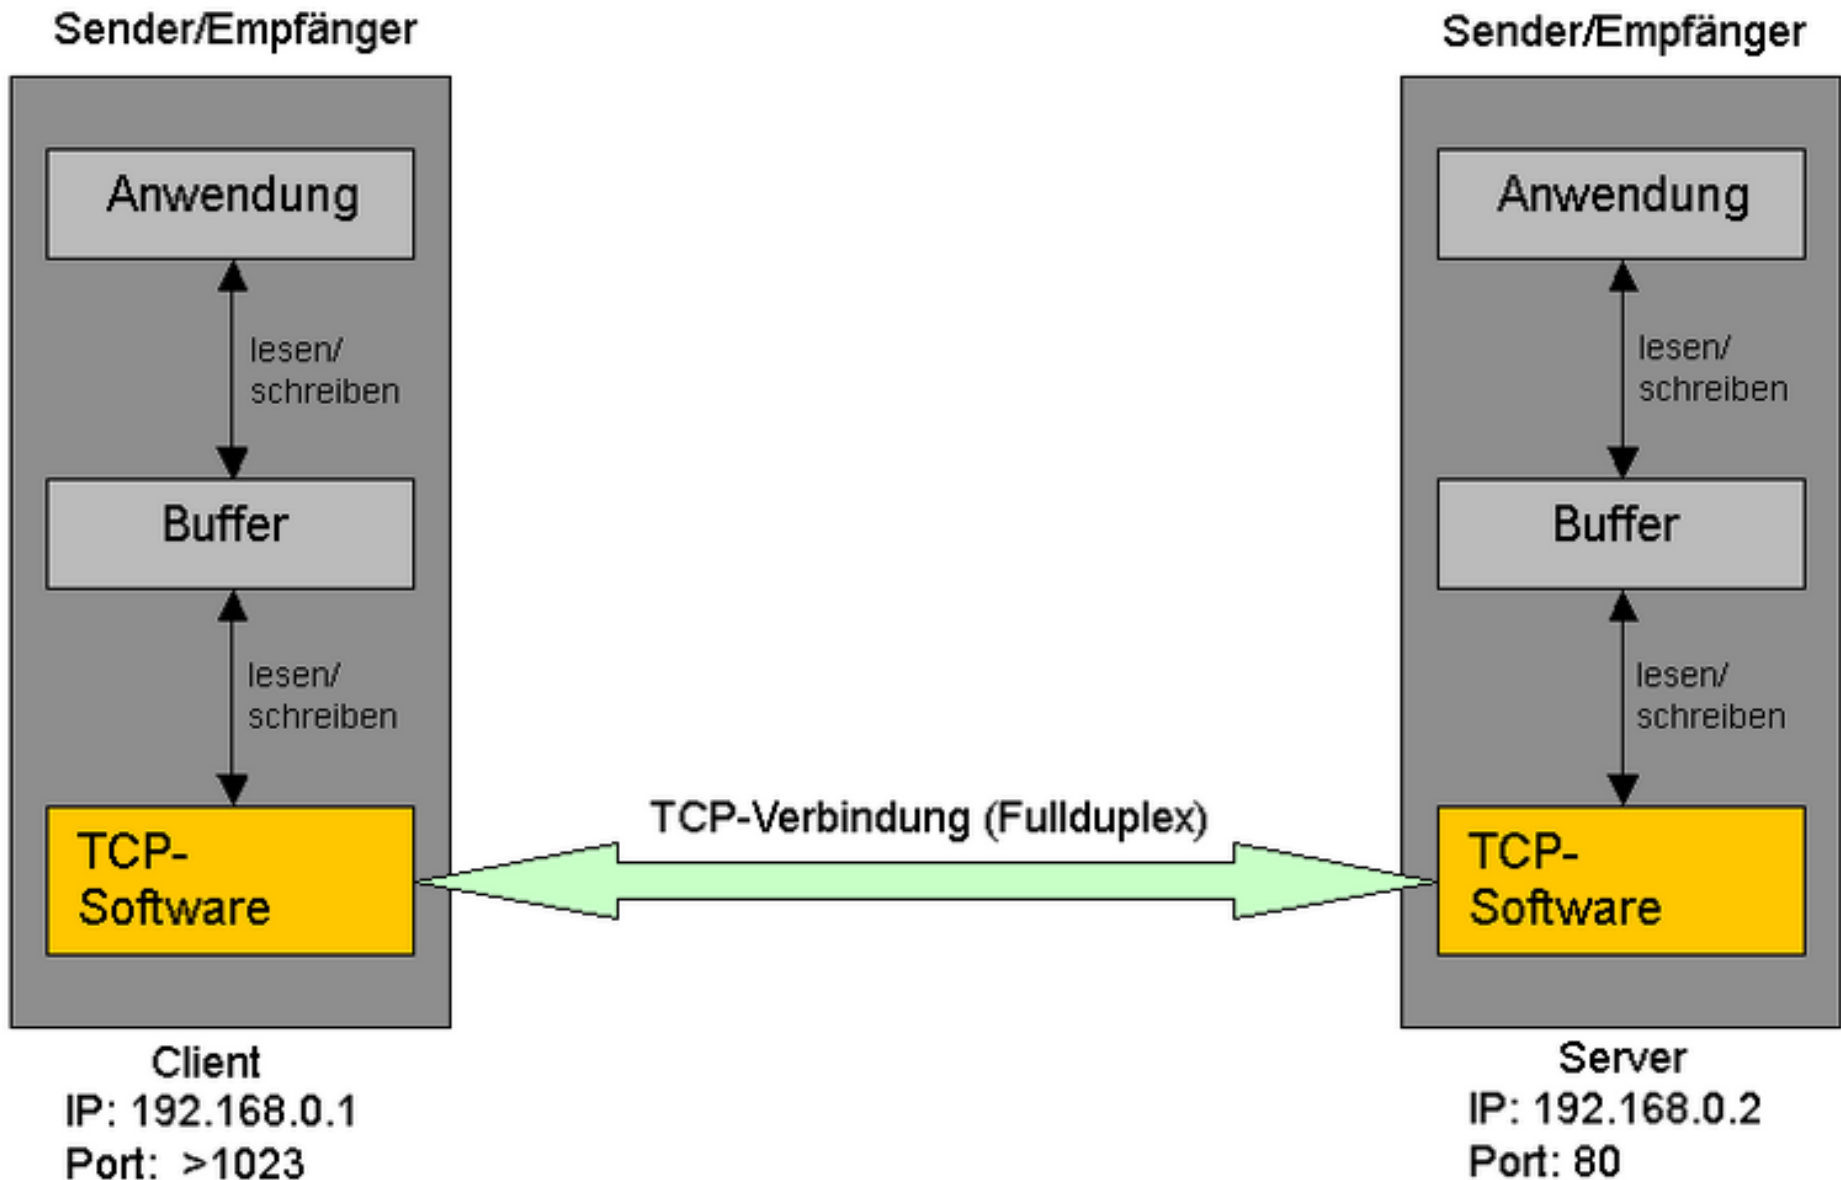 Sender/Empfänger
Anwendung
lesen/
schreiben
Buffer
lesen/
schreiben
TCP-
Software
Client
IP: 192.168.0.1
Port: >1023
TCP-Verbindung (Fullduplex)
Sender/Empfänger
Anwendung
lesen/
schreiben
Buffer
lesen/
schreiben
TCP-
Software
Server
IP: 192.168.0.2
Port: 80